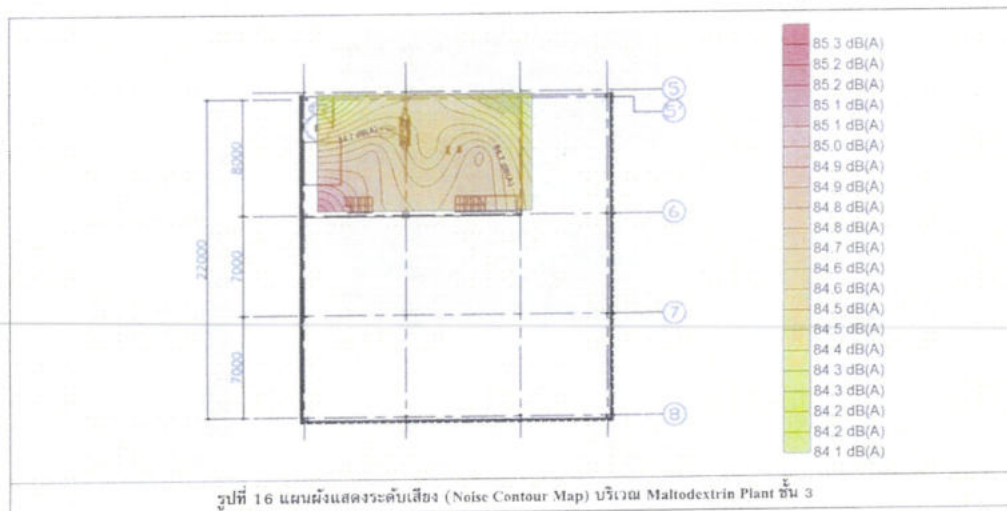 85.3 dB(A)
85.2 dB(A)
85.2 dB(A)
85.1 dB(A)
85.1 dB(A)
85.0 dB(A)
84.9 dB(A)
84.9 dB(A)
84.8 dB(A)
84.8 dB(A)
84.7 dB(A)
84.6 dB(A)
84.6 dB(A)
84.5 dB(A)
84.5 dB(A)
84.4 dB(A)
84.3 dB(A)
84.3 dB(A)
84.2 dB(A)
84.2 dB(A)
84.1 dB(A)
5
5'
6
7
8
8000
7000
7000
22000
84.7 dB(A)
รูปที่ 16 แผนผังแสดงระดับเสียง (Noise Contour Map) บริเวณ Maltodextrin Plant ชั้น 3